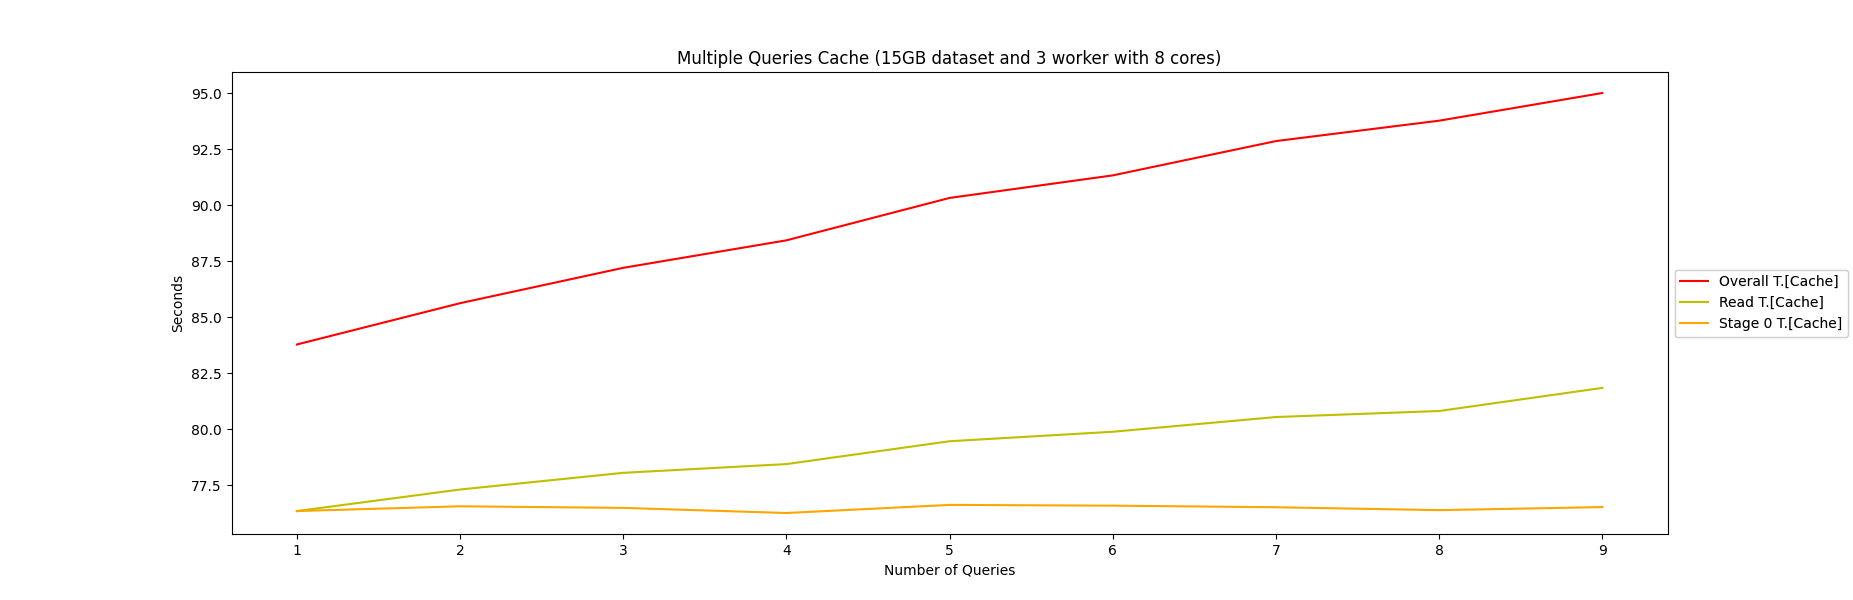 Multiple Queries Cache (15GB dataset and 3 worker with 8 cores)
95.0
92.5
90.0
87.5
85.0
82.5
80.0
77.5
Seconds
1 2 3 4 5 6 7 8 9
Number of Queries
Overall T.[Cache]
Read T.[Cache]
Stage 0 T.[Cache]